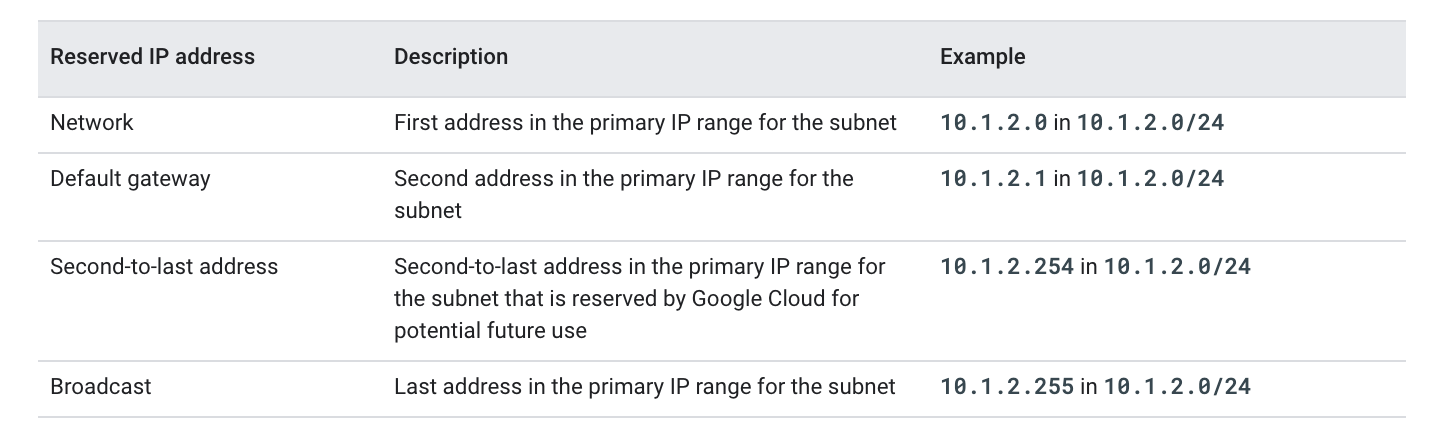 Reserved IP address Description Example
Network First address in the primary IP range for the subnet 10.1.2.0 in 10.1.2.0/24
Default gateway Second address in the primary IP range for the 10.1.2.1 in 10.1.2.0/24
subnet
Second-to-last address Second-to-last address in the primary IP range for 10.1.2.254 in 10.1.2.0/24
the subnet that is reserved by Google Cloud for
potential future use
Broadcast Last address in the primary IP range for the subnet 10.1.2.255 in 10.1.2.0/24